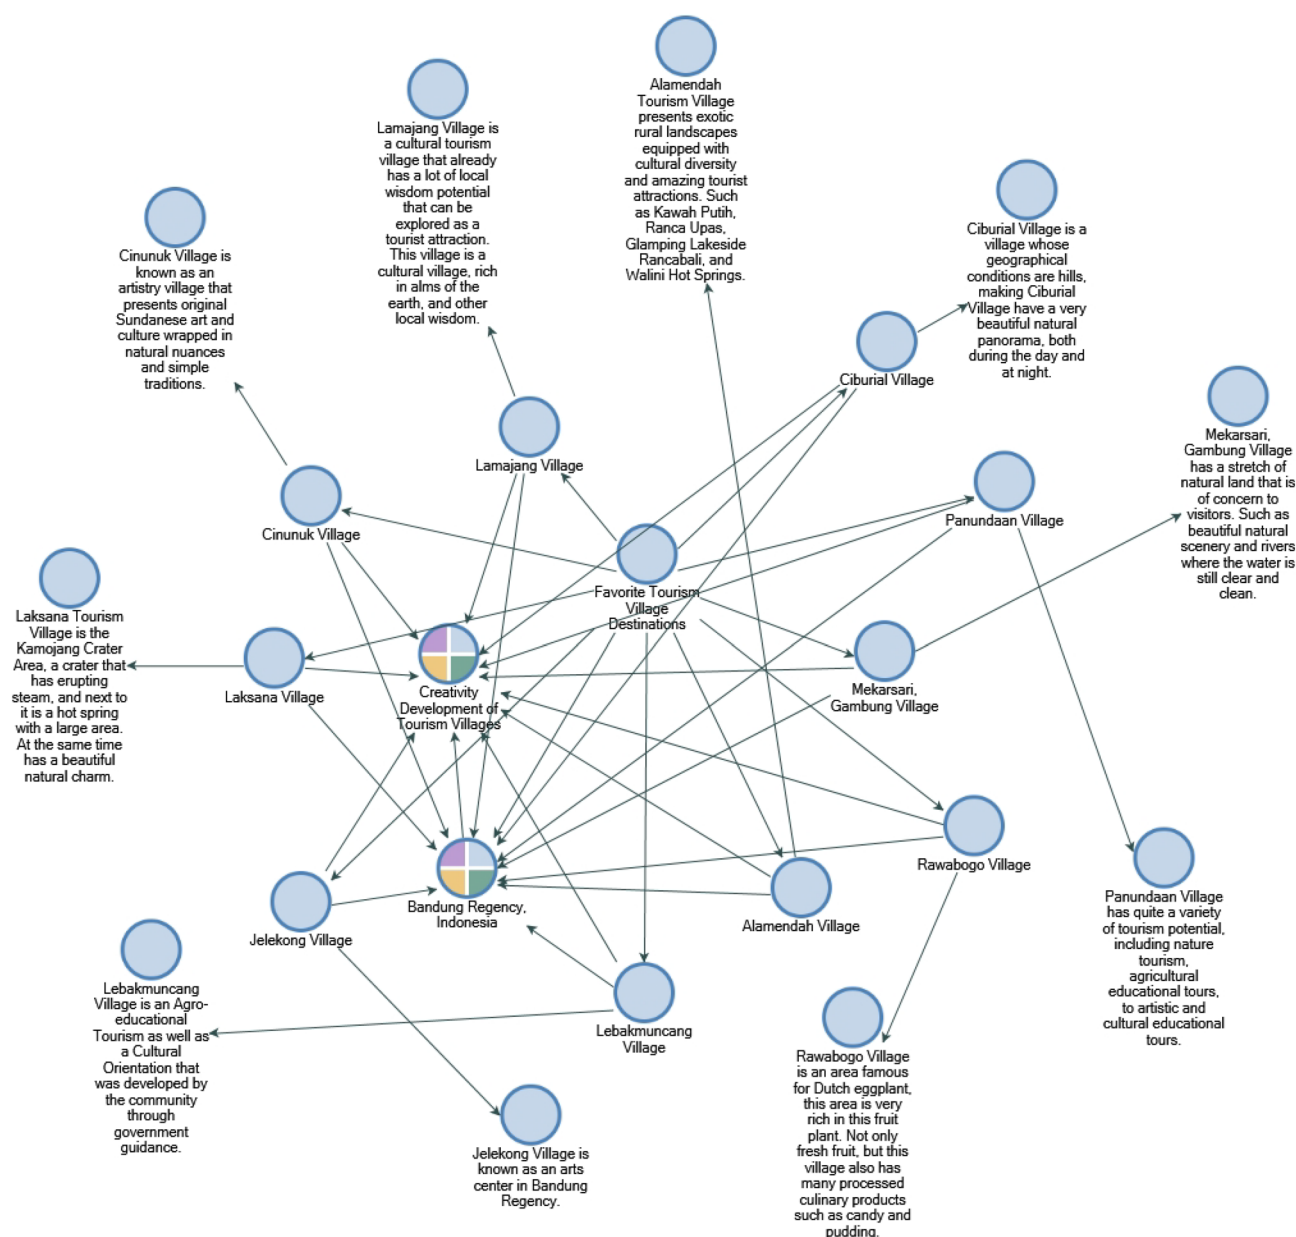 Alamendah
Tourism Village
presents exotic
rural landscapes
equipped with
cultural diversity
and amazing tourist
attractions. Such
as Kawah Putih,
Ranca Upas,
Glamping Lakeside
Rancabali, and
Walini Hot Springs.
Lamajang Village is
a cultural tourism
village that already
has a lot of local
wisdom potential
that can be
explored as a
tourist attraction.
This village is a
cultural village, rich
in alms of the
earth, and other
local wisdom.
Cinunuk Village is
known as an
artistry village that
presents original
Sundanese art and
culture wrapped in
natural nuances
and simple
traditions.
Ciburial Village is a
village whose
geographical
conditions are hills,
making Ciburial
Village have a very
beautiful natural
panorama, both
during the day and
at night.
Ciburial Village
Mekarsari,
Gambung Village
has a stretch of
natural land that is
of concern to
visitors. Such as
beautiful natural
scenery and rivers
where the water is
still clear and
clean.
Lamajang Village
Cinunuk Village
Panundaan Village
Favorite Tourism
Village
Destinations
Laksana Tourism
Village is the
Kamojang Crater
Area, a crater that
has erupting
steam, and next to
it is a hot spring
with a large area.
At the same time
has a beautiful
natural charm.
Laksana Village
Creativity
Development of
Tourism Villages
Mekarsari,
Gambung Village
Rawabogo Village
Alamendah Village
Bandung Regency,
Indonesia
Jelekong Village
Panundaan Village
has quite a variety
of tourism potential,
including nature
tourism,
agricultural
educational tours,
to artistic and
cultural educational
tours.
Lebakmuncang
Village is an Agro-
educational
Tourism as well as
a Cultural
Orientation that
was developed by
the community
through
government
guidance.
Lebakmuncang
Village
Rawabogo Village
is an area famous
for Dutch eggplant,
this area is very
rich in this fruit
plant. Not only
fresh fruit, but this
village also has
many processed
culinary products
such as candy and
pudding.
Jelekong Village is
known as an arts
center in Bandung
Regency.